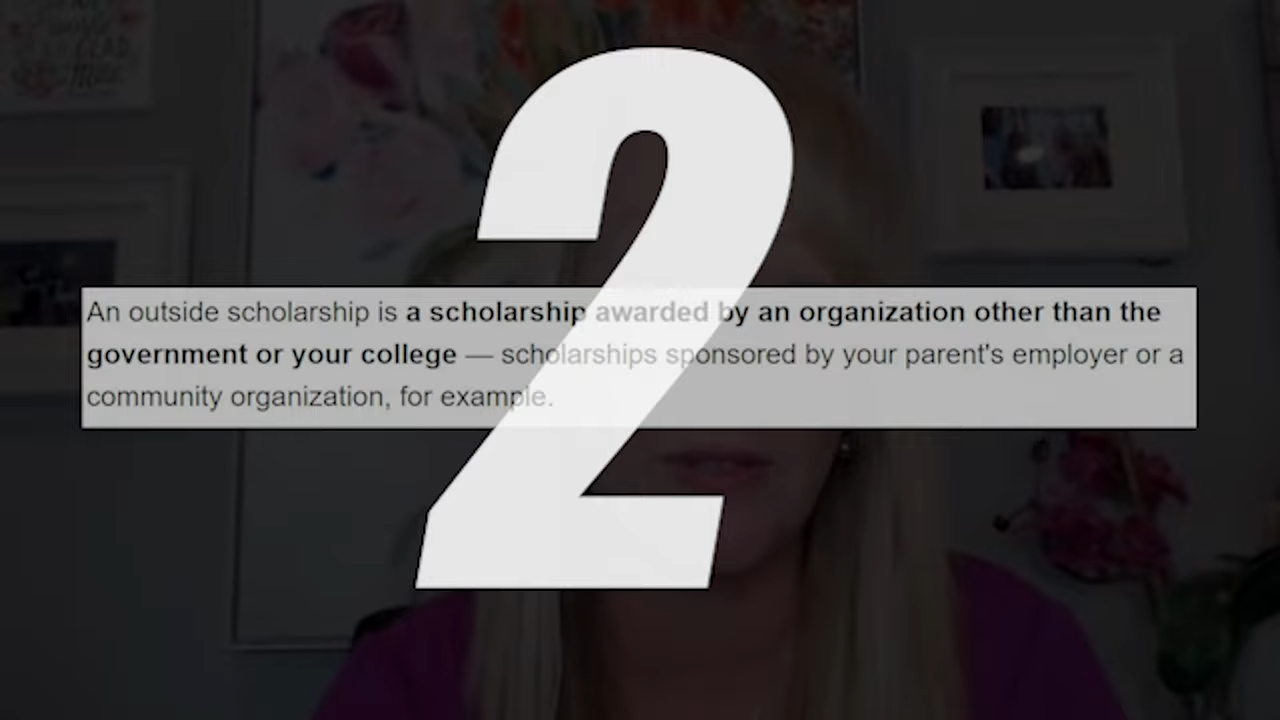 2
An outside scholarship is a scholarship awarded by an organization other than the
government or your college — scholarships sponsored by your parent's employer or a
community organization, for example.